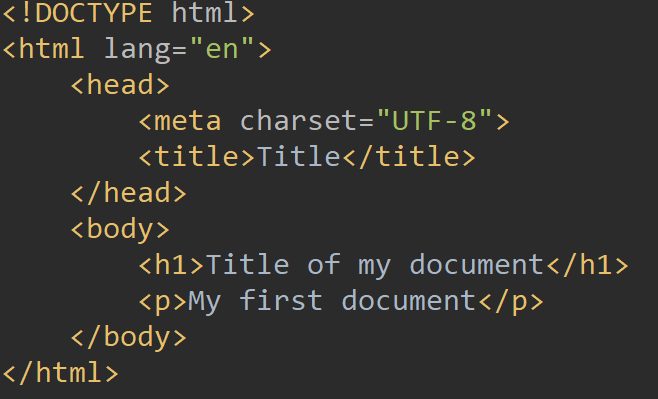 <!DOCTYPE html>
<html lang="en">
    <head>
        <meta charset="UTF-8">
        <title>Title</title>
    </head>
    <body>
        <h1>Title of my document</h1>
        <p>My first document</p>
    </body>
</html>